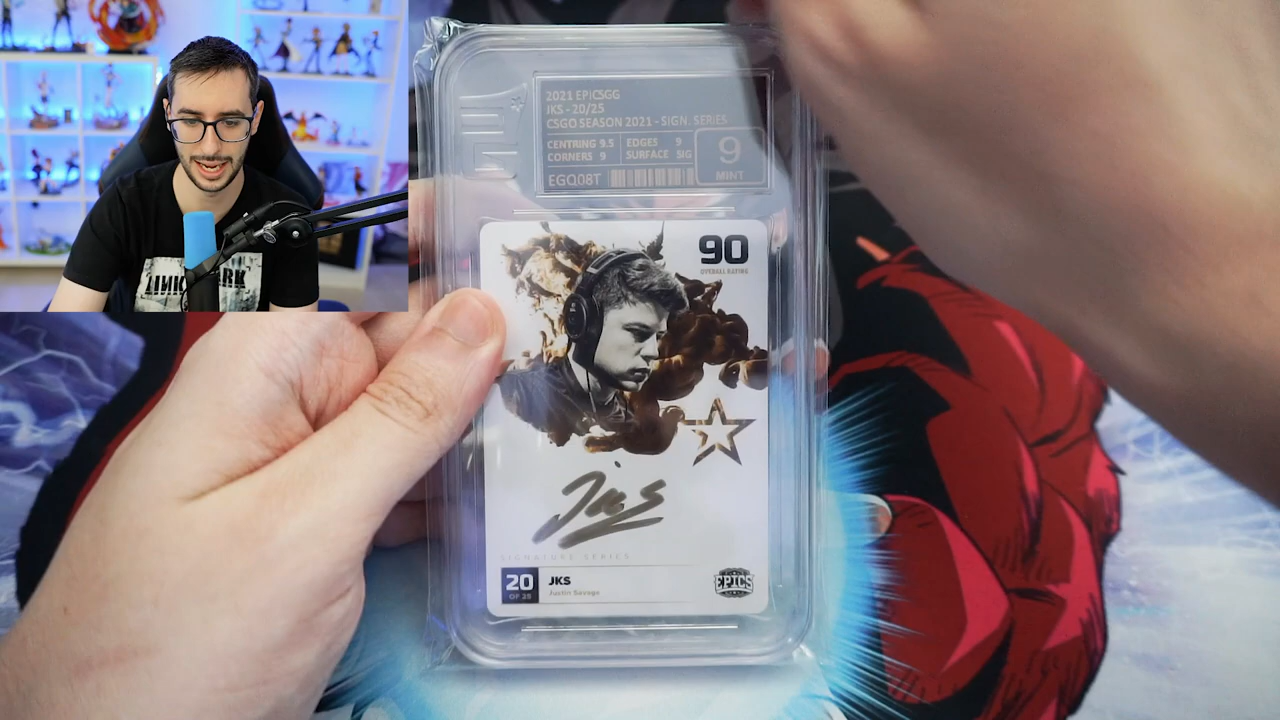 2021 EPICSGG
JKS - 20/25
CSGO SEASON 2021 - SIGN. SERIES
CENTRING 9.5 EDGES 9
CORNERS 9 SURFACE SIG
9
MINT
EGQ08T
90
OVERALL RATING
Jks
SIGNATURE SERIES
20
OF 25
JKS
Justin Savage
EPICS